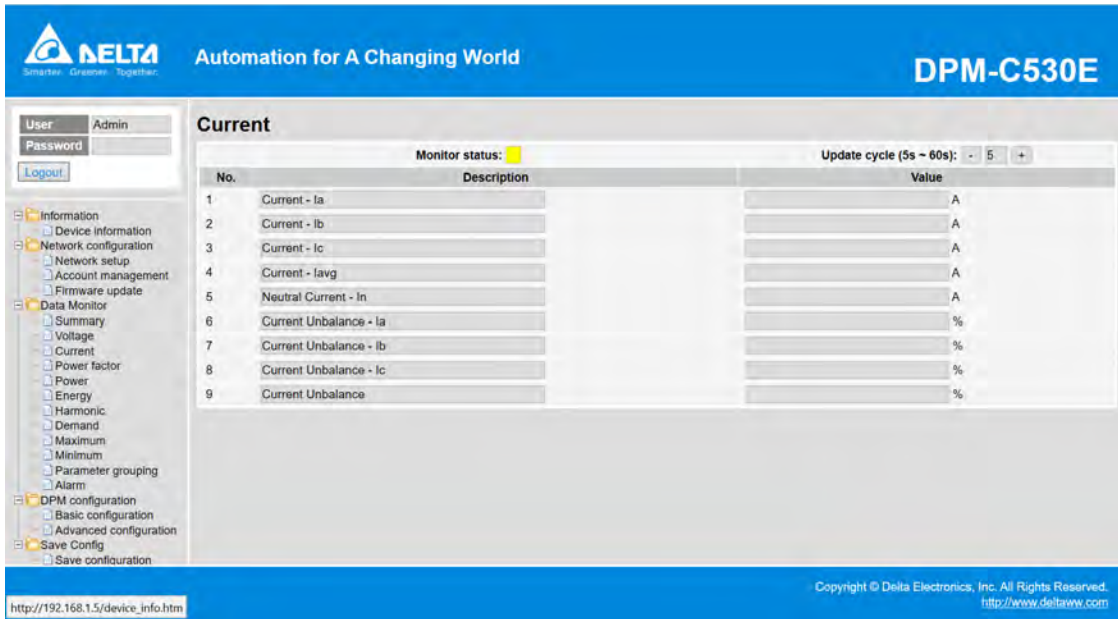 DELTA
Smarter. Greener. Together.
Automation for A Changing World
DPM-C530E
User Admin
Password
Logout
Information
Device information
Network configuration
Network setup
Account management
Firmware update
Data Monitor
Summary
Voltage
Current
Power factor
Power
Energy
Harmonic
Demand
Maximum
Minimum
Parameter grouping
Alarm
DPM configuration
Basic configuration
Advanced configuration
Save Config
Save configuration
Current
Monitor status: Update cycle (5s ~ 60s): - 5 +
No. Description Value
1 Current - Ia A
2 Current - Ib A
3 Current - Ic A
4 Current - Iavg A
5 Neutral Current - In A
6 Current Unbalance - Ia %
7 Current Unbalance - Ib %
8 Current Unbalance - Ic %
9 Current Unbalance %
Copyright © Delta Electronics, Inc. All Rights Reserved.
http://www.deltaww.com
http://192.168.1.5/device_info.htm